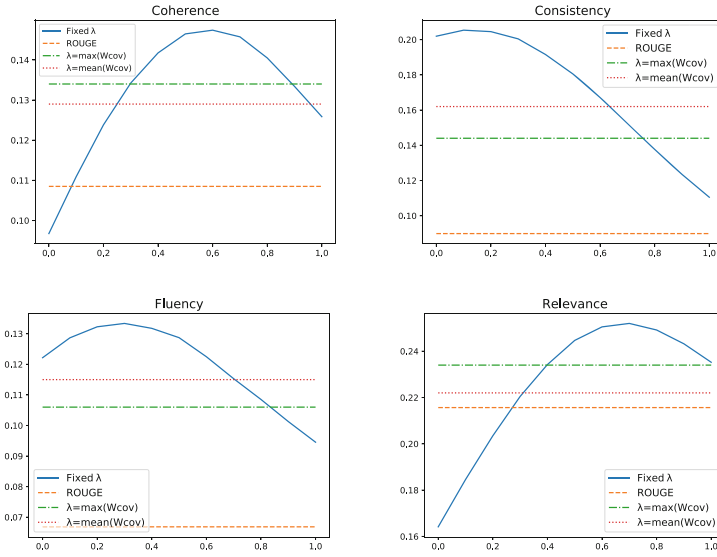 Coherence
Fixed λ
ROUGE
λ=max(Wcov)
λ=mean(Wcov)
0,14
0,13
0,12
0,11
0,10
0,0 0,2 0,4 0,6 0,8 1,0
Consistency
Fixed λ
ROUGE
λ=max(Wcov)
λ=mean(Wcov)
0,20
0,18
0,16
0,14
0,12
0,10
0,0 0,2 0,4 0,6 0,8 1,0
Fluency
0,13
0,12
0,11
0,10
0,09
0,08
0,07
Fixed λ
ROUGE
λ=max(Wcov)
λ=mean(Wcov)
0,0 0,2 0,4 0,6 0,8 1,0
Relevance
0,24
0,22
0,20
0,18
0,16
Fixed λ
ROUGE
λ=max(Wcov)
λ=mean(Wcov)
0,0 0,2 0,4 0,6 0,8 1,0